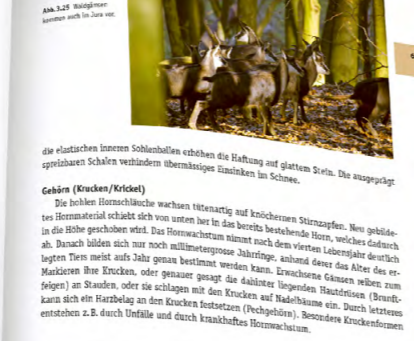 Abb. 3.29 Waldgämsen
kommen auch im Jura vor.
die elastischen inneren Sohlenballen erhöhen die Haftung auf glattem Stein. Die ausgeprägt
spreizbaren Schalen verhindern übermässiges Einsinken im Schnee.
Gehörn (Krucken/Krickel)
Die hohlen Hornschläuche wachsen tütenartig auf knöchernen Stirnzapfen. Neu gebilde-
tes Hornmaterial schiebt sich von unten her in das bereits bestehende Horn, welches dadurch
in die Höhe geschoben wird. Das Hornwachstum nimmt nach dem vierten Lebensjahr deutlich
ab. Danach bilden sich nur noch millimetergrosse Jahrringe, anhand derer das Alter des er-
legten Tiers meist aufs Jahr genau bestimmt werden kann. Erwachsene Gämsen reiben zum
Markieren ihre Krucken, oder genauer gesagt die dahinter liegenden Hautdrüsen (Brunft-
feigen) an Stauden, oder sie schlagen mit den Krucken auf Nadelbäume ein. Durch letzteres
kann sich ein Harzbelag an den Krucken festsetzen (Pechgehörn). Besondere Kruckenformen
entstehen z. B. durch Unfälle und durch krankhaftes Hornwachstum.